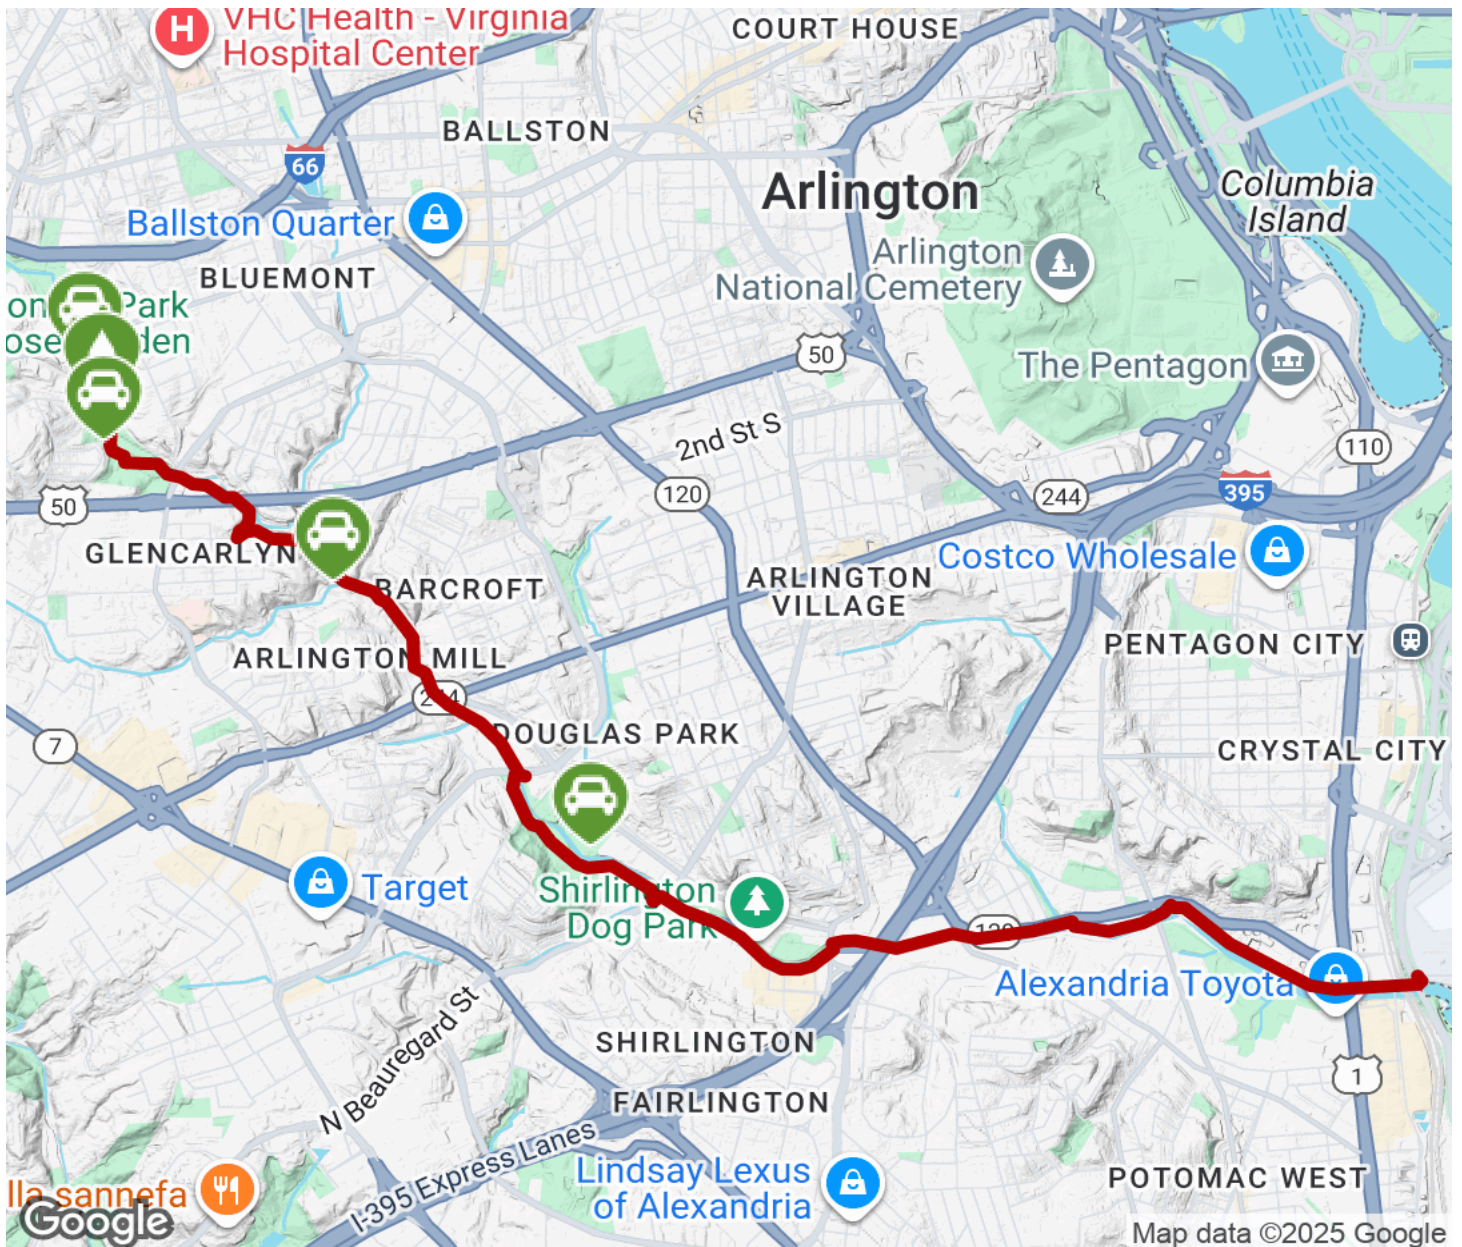 VHC Health - Virginia
Hospital Center
COURT HOUSE
BALLSTON
66
Arlington
Columbia
Island
Ballston Quarter
Arlington
National Cemetery
BLUEMONT
Park
50
The Pentagon
2nd St S
110
120
244
395
50
GLENCARLYN
Costco Wholesale
BARCROFT
ARLINGTON
VILLAGE
PENTAGON CITY
ARLINGTON MILL
DOUGLAS PARK
7
CRYSTAL CITY
Target
Shirlington
Dog Park
Alexandria Toyota
SHIRLINGTON
N Beauregard St
1
FAIRLINGTON
I-395 Express Lanes
Lindsay Lexus
of Alexandria
POTOMAC WEST
lla sannefa
Google
Map data ©2025 Google